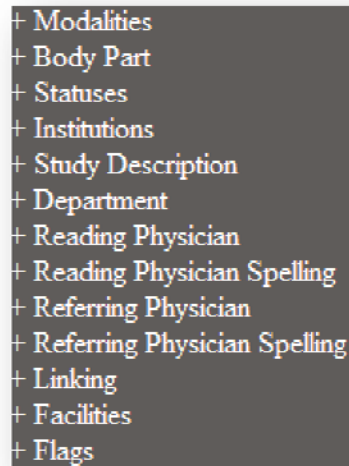 + Modalities
+ Body Part
+ Statuses
+ Institutions
+ Study Description
+ Department
+ Reading Physician
+ Reading Physician Spelling
+ Referring Physician
+ Referring Physician Spelling
+ Linking
+ Facilities
+ Flags